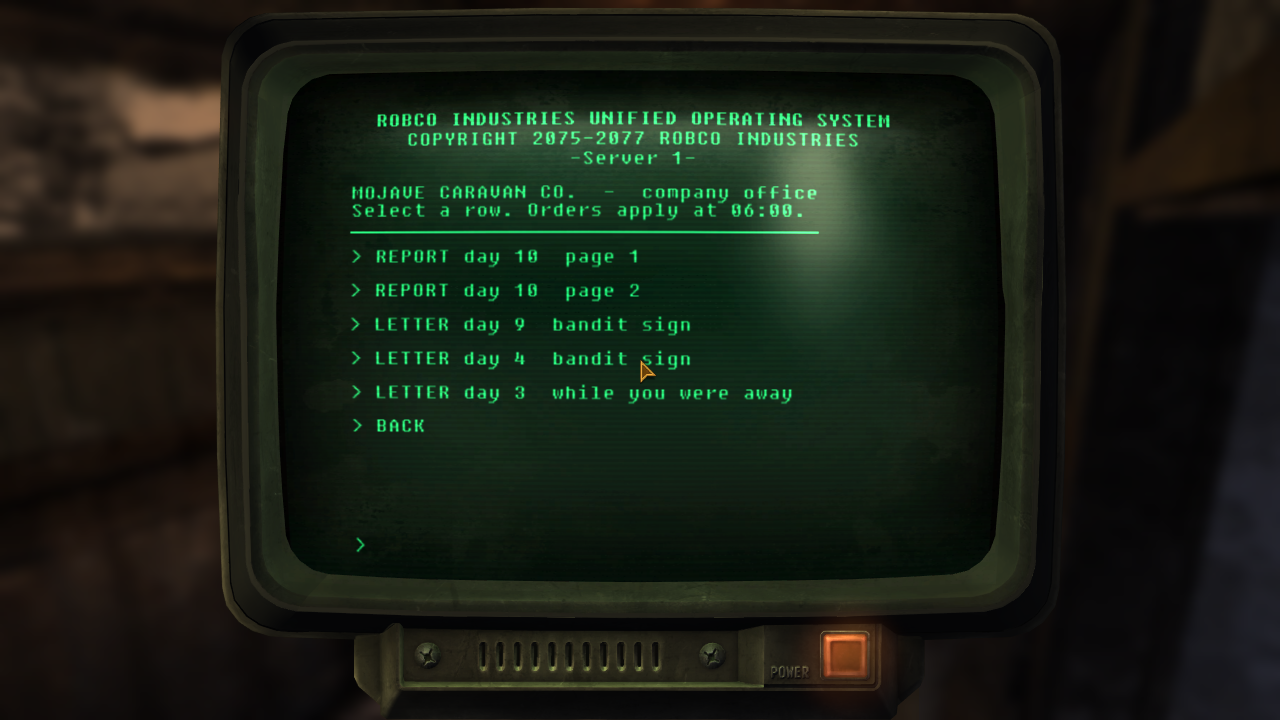 ROBCO INDUSTRIES UNIFIED OPERATING SYSTEM
COPYRIGHT 2075-2077 ROBCO INDUSTRIES
-Server 1-
MOJAVE CARAVAN CO.  -  company office
Select a row. Orders apply at 06:00.
> REPORT day 10  page 1
> REPORT day 10  page 2
> LETTER day 9  bandit sign
> LETTER day 4  bandit sign
> LETTER day 3  while you were away
> BACK
>
POWER